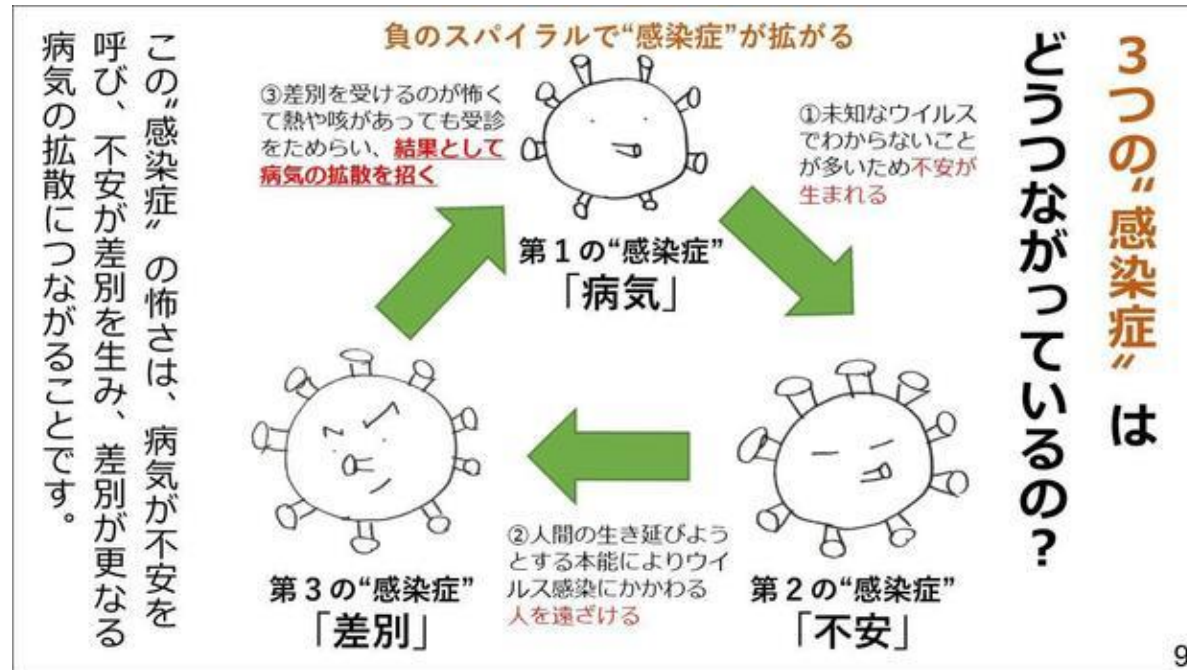 3つの“感染症”は
どうつながっているの?
負のスパイラルで“感染症”が拡がる
①未知なウイルス
でわからないこと
が多いため不安が
生まれる
第1の“感染症”
「病気」
②人間の生き延びよう
とする本能によりウイ
ルス感染にかかわる
人を遠ざける
第2の“感染症”
「不安」
③差別を受けるのが怖く
て熱や咳があっても受診
をためらい、結果として
病気の拡散を招く
第3の“感染症”
「差別」
この“感染症”の怖さは、病気が不安を
呼び、不安が差別を生み、差別が更なる
病気の拡散につながることです。
9